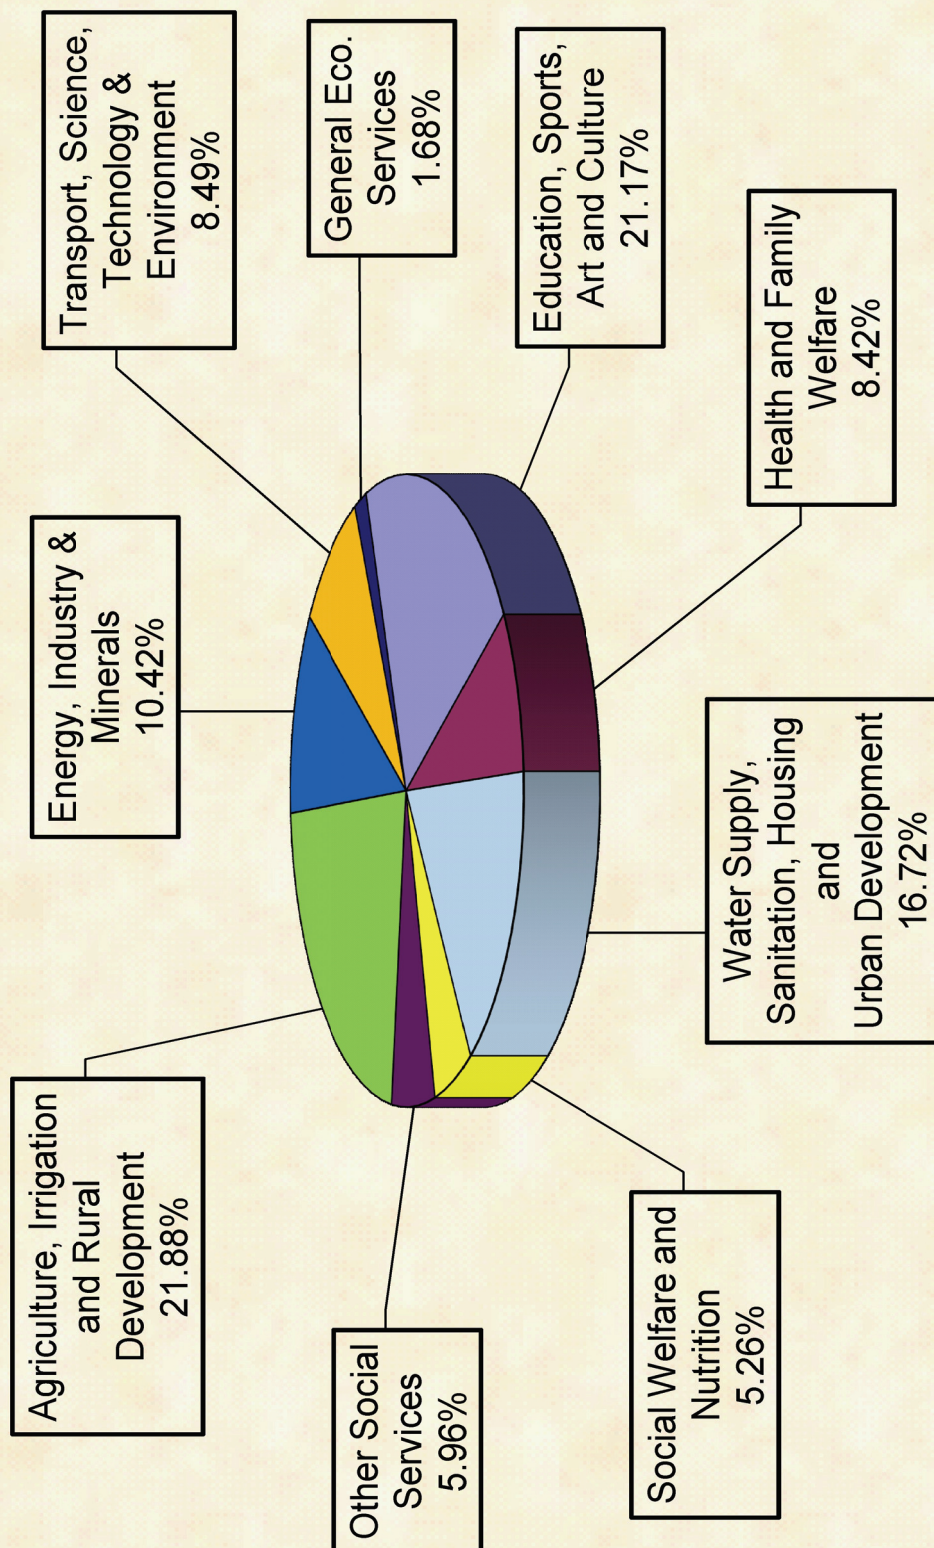 Agriculture, Irrigation
and Rural
Development
21.88%
Energy, Industry &
Minerals
10.42%
Transport, Science,
Technology &
Environment
8.49%
General Eco.
Services
1.68%
Education, Sports,
Art and Culture
21.17%
Health and Family
Welfare
8.42%
Water Supply,
Sanitation, Housing
and
Urban Development
16.72%
Social Welfare and
Nutrition
5.26%
Other Social
Services
5.96%